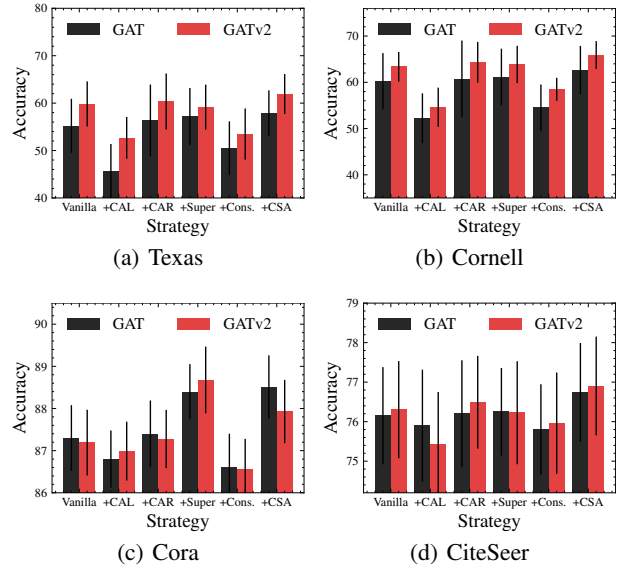 80
70
60
50
40
Accuracy
GAT GATv2
Vanilla +CAL +CAR +Super +Cons. +CSA
Strategy
(a) Texas
80
70
60
50
40
Accuracy
GAT GATv2
Vanilla +CAL +CAR +Super +Cons. +CSA
Strategy
(b) Cornell
90
89
88
87
86
Accuracy
GAT GATv2
Vanilla +CAL +CAR +Super +Cons. +CSA
Strategy
(c) Cora
79
78
77
76
75
Accuracy
GAT GATv2
Vanilla +CAL +CAR +Super +Cons. +CSA
Strategy
(d) CiteSeer